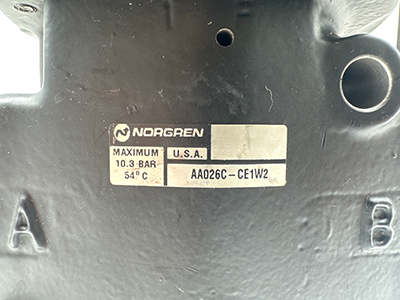 NORGREN
MAXIMUM
10.3 BAR
54° C
U.S.A.
AA026C-CE1W2
A B